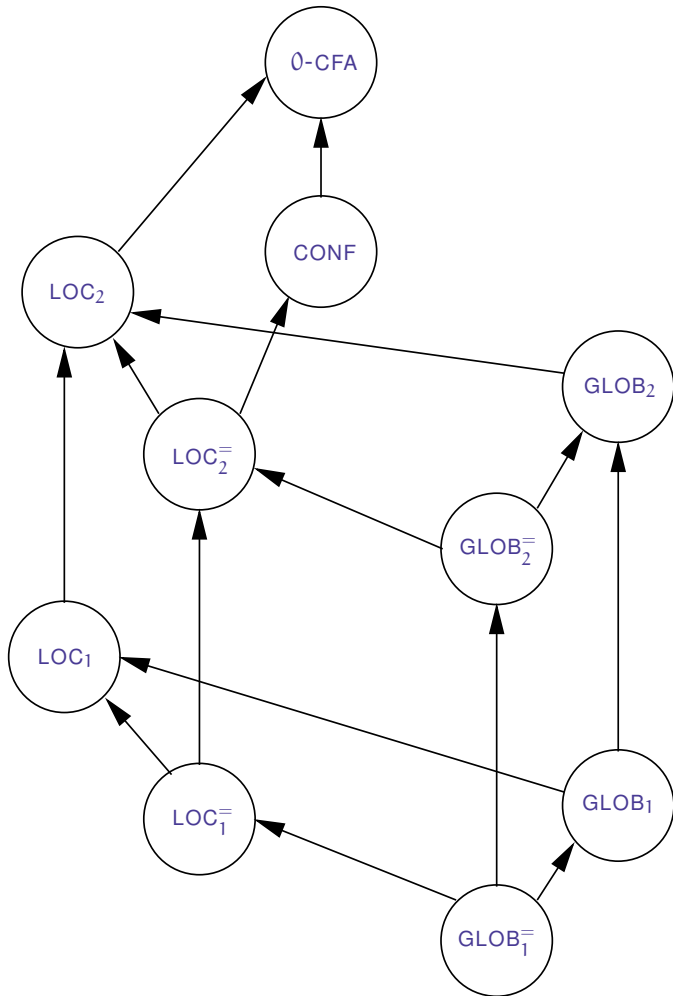 0-CFA
CONF
LOC₂
GLOB₂
LOC₂⁼
GLOB₂⁼
LOC₁
GLOB₁
LOC₁⁼
GLOB₁⁼